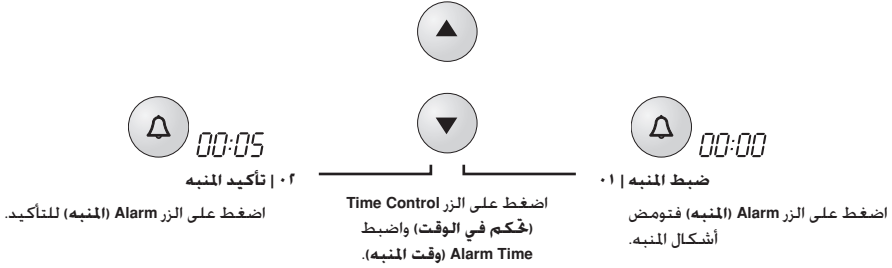 00:00
ضبط المنبه | ٠١
اضغط على الزر Alarm (المنبه) فتومض
أشكال المنبه.
اضغط على الزر Time Control
(تحكم في الوقت) واضبط
Alarm Time (وقت المنبه).
00:05
٠٢ | تأكيد المنبه
اضغط على الزر Alarm (المنبه) للتأكيد.